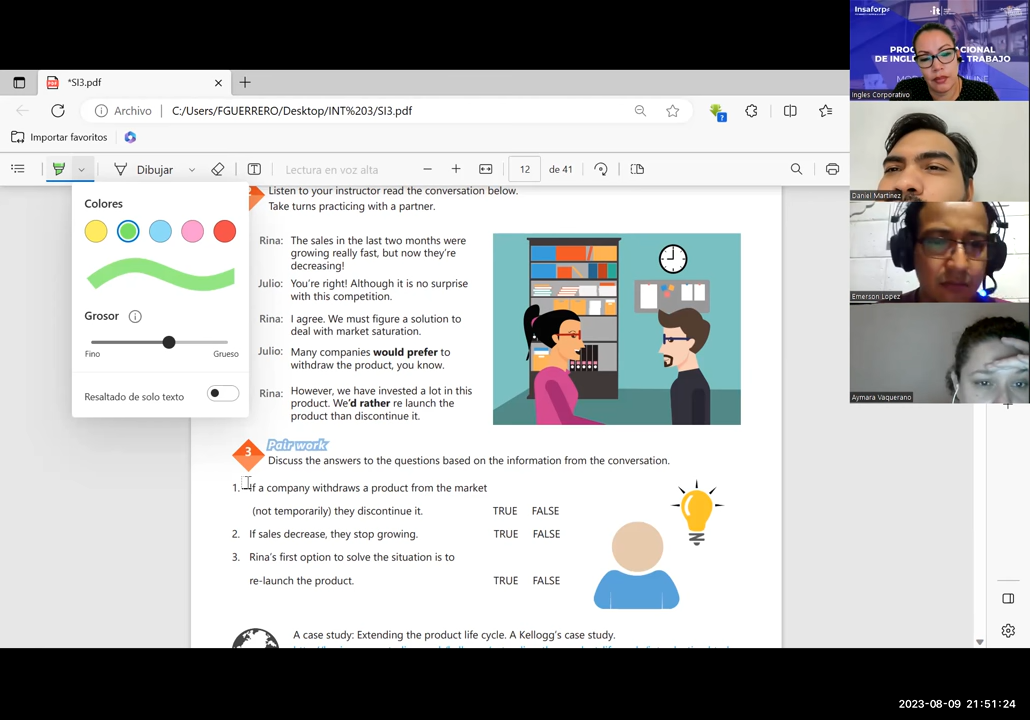 *SI3.pdf
Archivo
C:/Users/FGUERRERO/Desktop/INT%203/SI3.pdf
Importar favoritos
Dibujar
Lectura en voz alta
12
de 41
Colores
Grosor
Fino
Grueso
Resaltado de solo texto
Listen to your instructor read the conversation below.
Take turns practicing with a partner.
Rina: The sales in the last two months were
growing really fast, but now they're
decreasing!
Julio: You're right! Although it is no surprise
with this competition.
Rina: I agree. We must figure a solution to
deal with market saturation.
Julio: Many companies would prefer to
withdraw the product, you know.
Rina: However, we have invested a lot in this
product. We'd rather re launch the
product than discontinue it.
3 Pair work
Discuss the answers to the questions based on the information from the conversation.
1. If a company withdraws a product from the market
(not temporarily) they discontinue it. TRUE FALSE
2. If sales decrease, they stop growing. TRUE FALSE
3. Rina's first option to solve the situation is to
re-launch the product. TRUE FALSE
A case study: Extending the product life cycle. A Kellogg's case study.
Insaforp
it
Ingles Corporativo
Daniel Martinez
Emerson Lopez
Aymara Vaquerano
2023-08-09 21:51:24